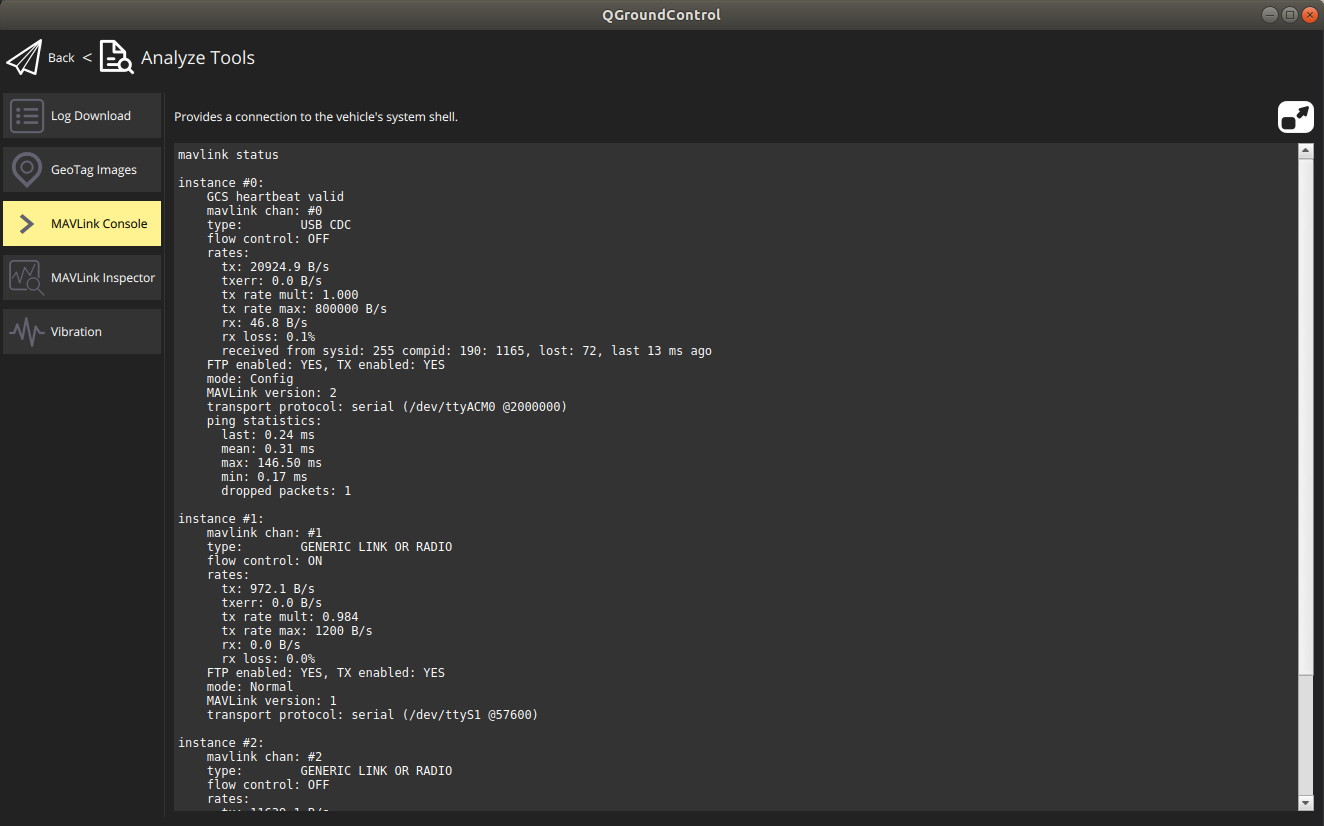 QGroundControl
Back < Analyze Tools
Log Download
GeoTag Images
MAVLink Console
MAVLink Inspector
Vibration
Provides a connection to the vehicle's system shell.
mavlink status
instance #0:
GCS heartbeat valid
mavlink chan: #0
type: USB CDC
flow control: OFF
rates:
tx: 20924.9 B/s
txerr: 0.0 B/s
tx rate mult: 1.000
tx rate max: 800000 B/s
rx: 46.8 B/s
rx loss: 0.1%
received from sysid: 255 compid: 190: 1165, lost: 72, last 13 ms ago
FTP enabled: YES, TX enabled: YES
mode: Config
MAVLink version: 2
transport protocol: serial (/dev/ttyACM0 @2000000)
ping statistics:
last: 0.24 ms
mean: 0.31 ms
max: 146.50 ms
min: 0.17 ms
dropped packets: 1
instance #1:
mavlink chan: #1
type: GENERIC LINK OR RADIO
flow control: ON
rates:
tx: 972.1 B/s
txerr: 0.0 B/s
tx rate mult: 0.984
tx rate max: 1200 B/s
rx: 0.0 B/s
rx loss: 0.0%
FTP enabled: YES, TX enabled: YES
mode: Normal
MAVLink version: 1
transport protocol: serial (/dev/ttyS1 @57600)
instance #2:
mavlink chan: #2
type: GENERIC LINK OR RADIO
flow control: OFF
rates: